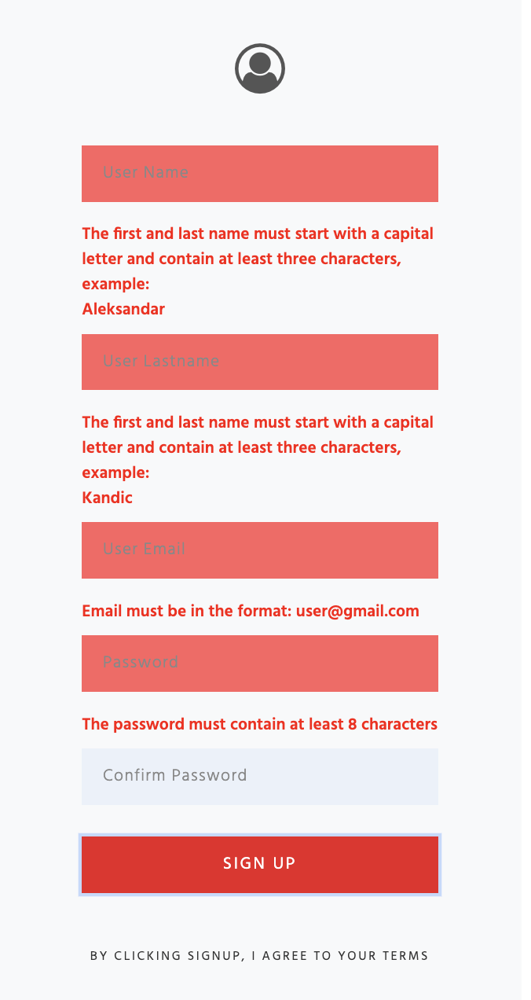 User Name
The first and last name must start with a capital
letter and contain at least three characters,
example:
Aleksandar
User Lastname
The first and last name must start with a capital
letter and contain at least three characters,
example:
Kandic
User Email
Email must be in the format: user@gmail.com
Password
The password must contain at least 8 characters
Confirm Password
SIGN UP
BY CLICKING SIGNUP, I AGREE TO YOUR TERMS